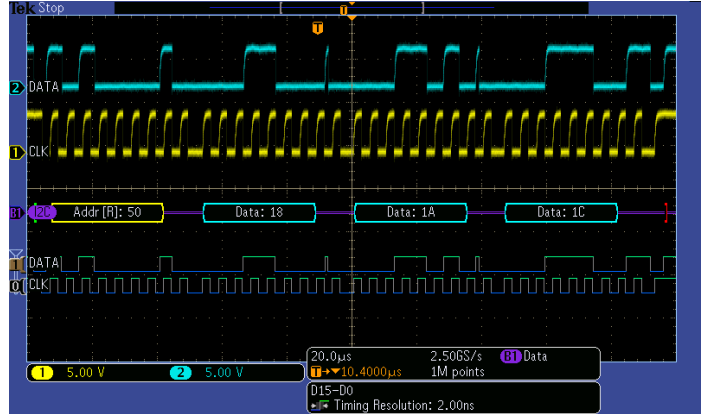 Tek Stop
T
T
2 DATA
1 CLK
B1 I2C Addr[R]: 50 Data: 18 Data: 1A Data: 1C
1 DATA
0 CLK
1 5.00 V 2 5.00 V
20.0µs 2.50GS/s B1 Data
T→▼10.4000µs 1M points
D15-D0
Timing Resolution: 2.00ns